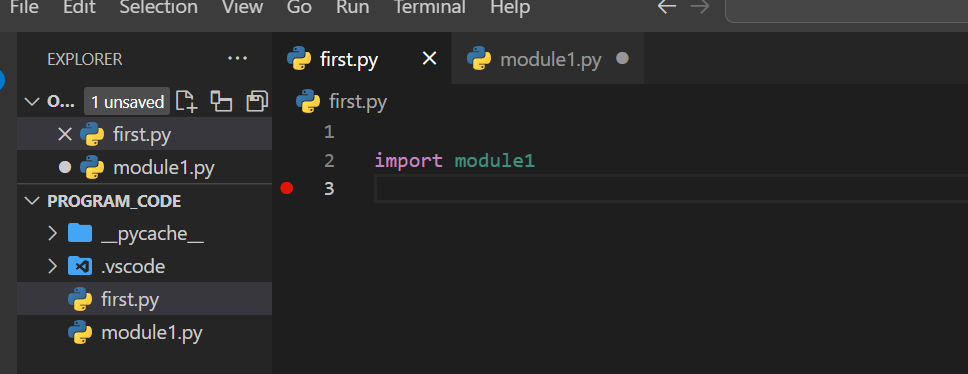 File Edit Selection View Go Run Terminal Help
EXPLORER ...
first.py
module1.py
O... 1 unsaved
first.py
first.py
1
module1.py
2 import module1
3
PROGRAM_CODE
__pycache__
.vscode
first.py
module1.py